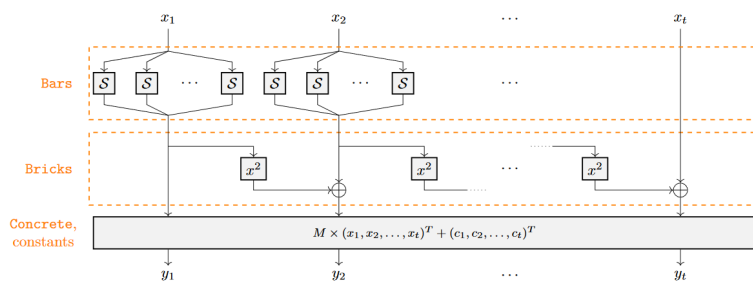 x₁ x₂ ⋯ xₜ
Bars
S S ⋯ S S S ⋯ S ⋯
Bricks
x² x² ⋯ x²
Concrete,
constants
M × (x₁, x₂, …, xₜ)ᵀ + (c₁, c₂, …, cₜ)ᵀ
y₁ y₂ ⋯ yₜ